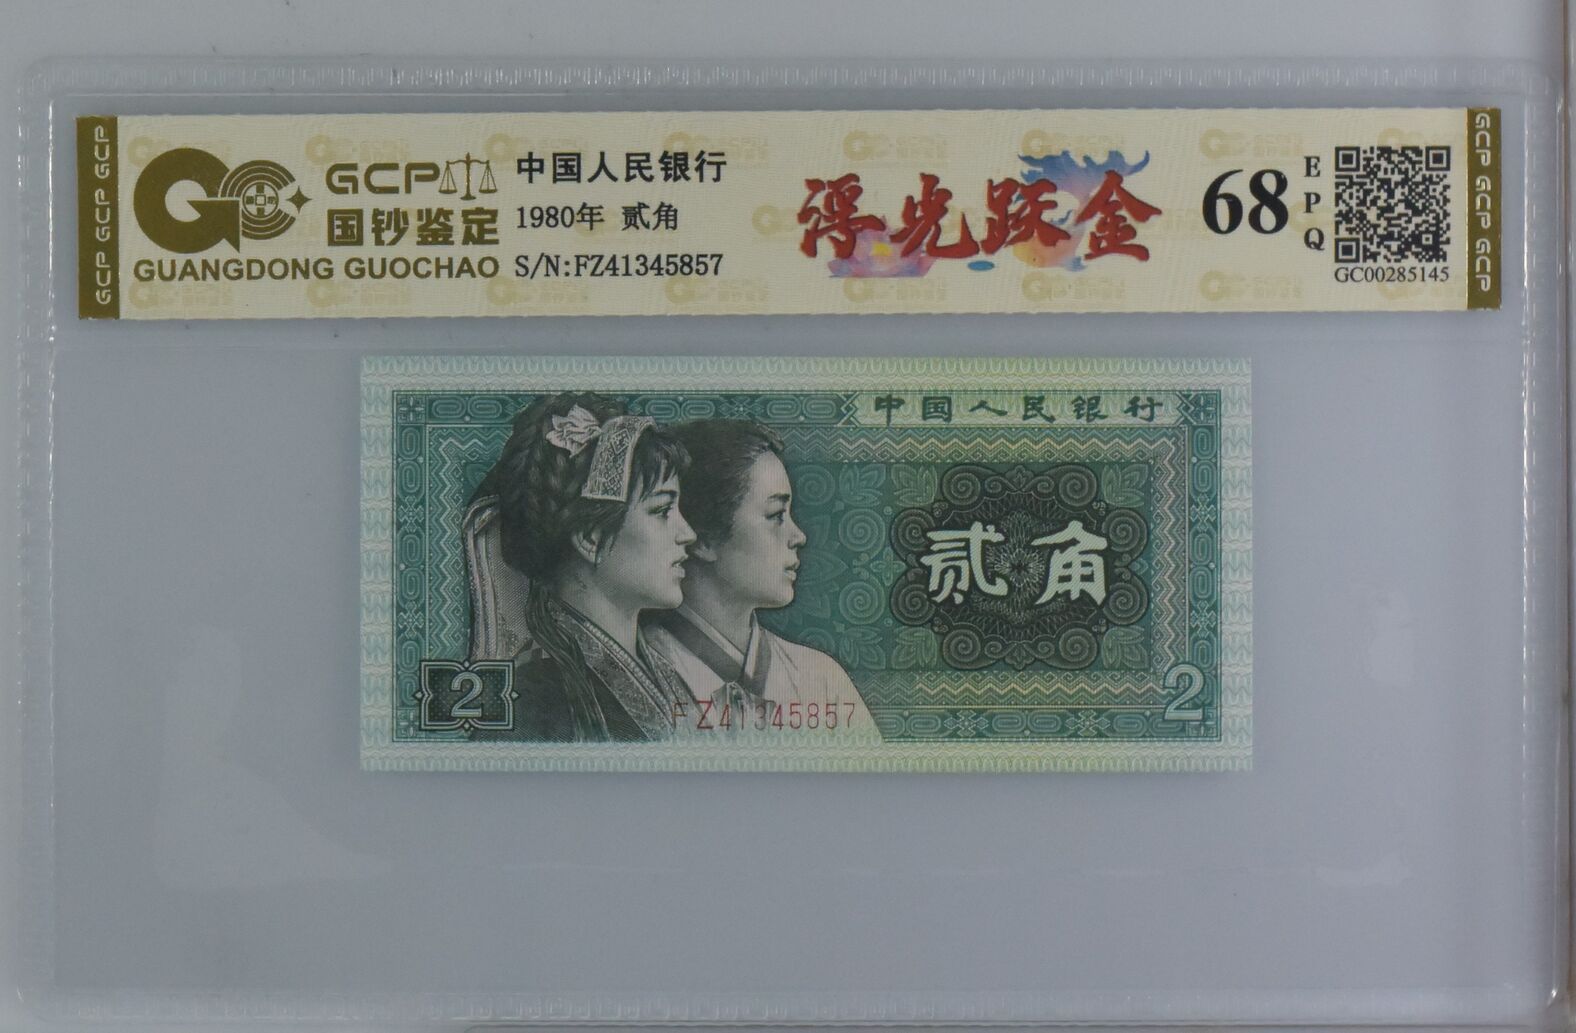 GCP GCP GCP
GCP
国钞鉴定
GUANGDONG GUOCHAO
中国人民银行
1980年 贰角
S/N:FZ41345857
浮光跃金
68
EPQ
GC00285145
GCP GCP GCP
中国人民银行
贰角
2
2
FZ41345857